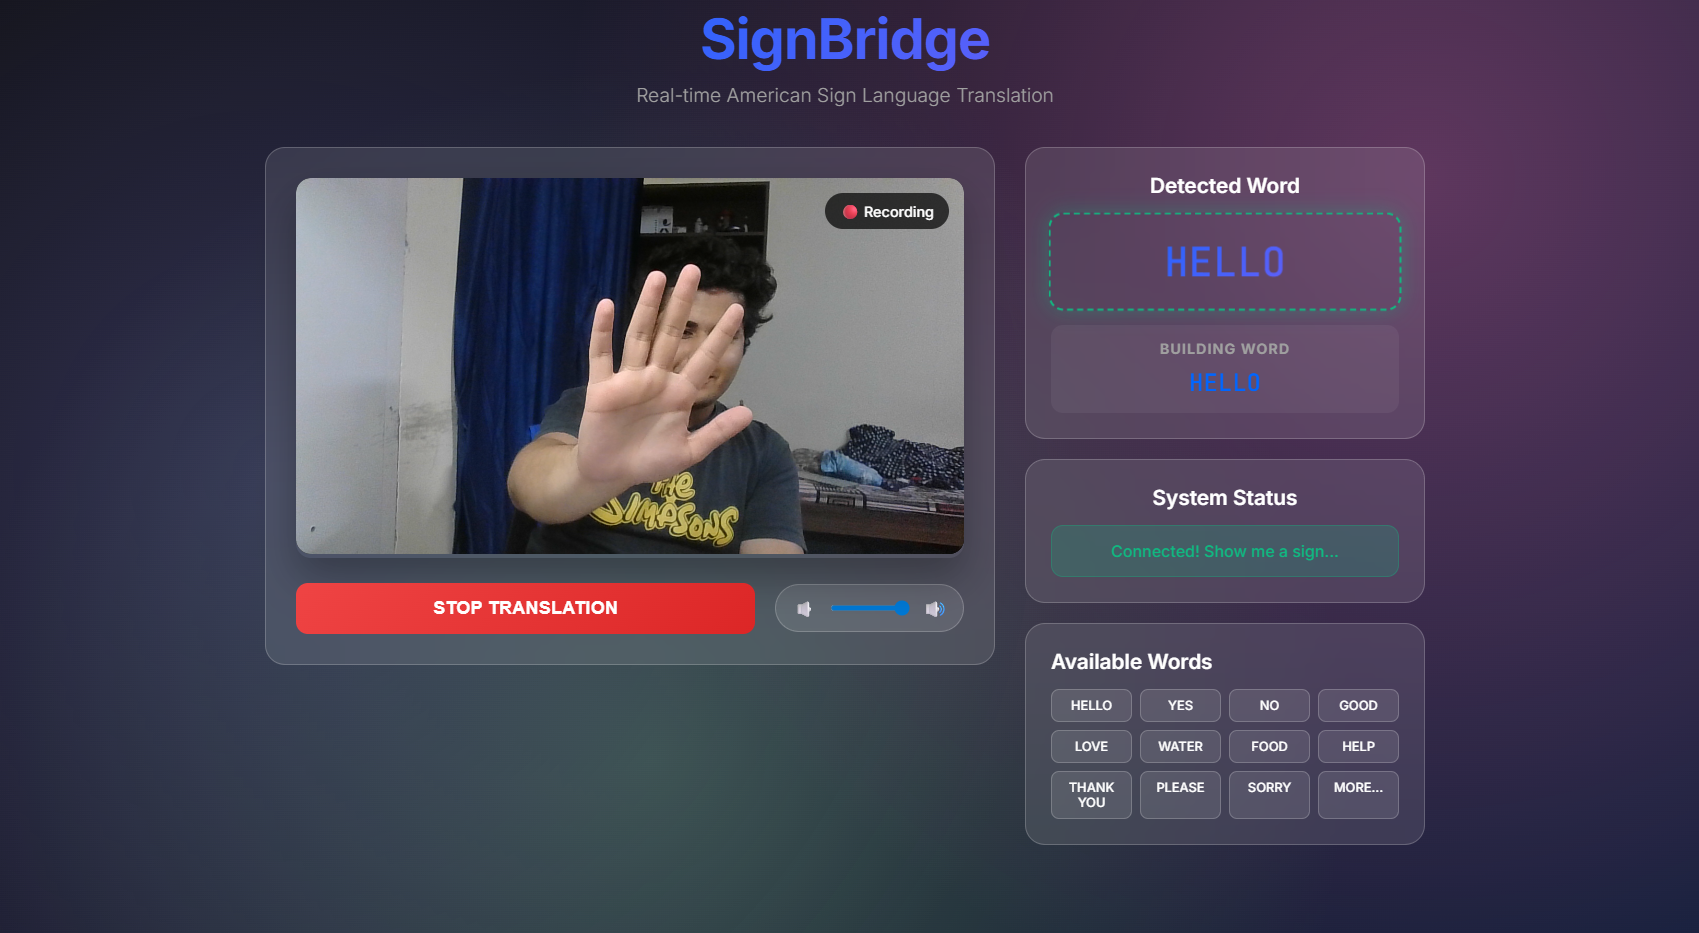 SignBridge
Real-time American Sign Language Translation
Recording
THE
SIMPSONS
STOP TRANSLATION
Detected Word
HELLO
BUILDING WORD
HELLO
System Status
Connected! Show me a sign...
Available Words
HELLO
YES
NO
GOOD
LOVE
WATER
FOOD
HELP
THANK
YOU
PLEASE
SORRY
MORE...